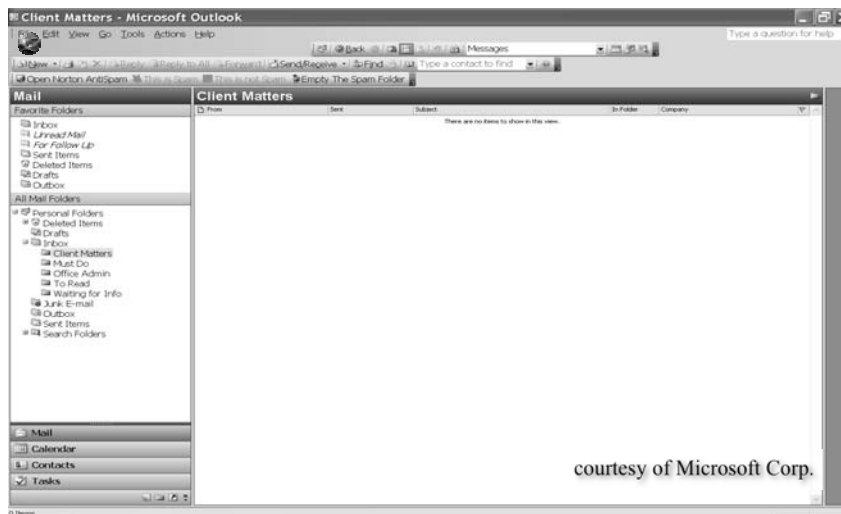 Client Matters - Microsoft Outlook
File Edit View Go Tools Actions Help
Type a question for help
Back Messages
New Reply Reply to All Forward Send/Receive Find Type a contact to find
Open Norton AntiSpam This is Spam This is not Spam Empty The Spam Folder
Mail
Client Matters
Favorite Folders
From Sent Subject In Folder Company
There are no items to show in this view.
Inbox
Unread Mail
For Follow Up
Sent Items
Deleted Items
Drafts
Outbox
All Mail Folders
Personal Folders
Deleted Items
Drafts
Inbox
Client Matters
Must Do
Office Admin
To Read
Waiting for Info
Junk E-mail
Outbox
Sent Items
Search Folders
Mail
Calendar
Contacts
Tasks
courtesy of Microsoft Corp.
0 Items